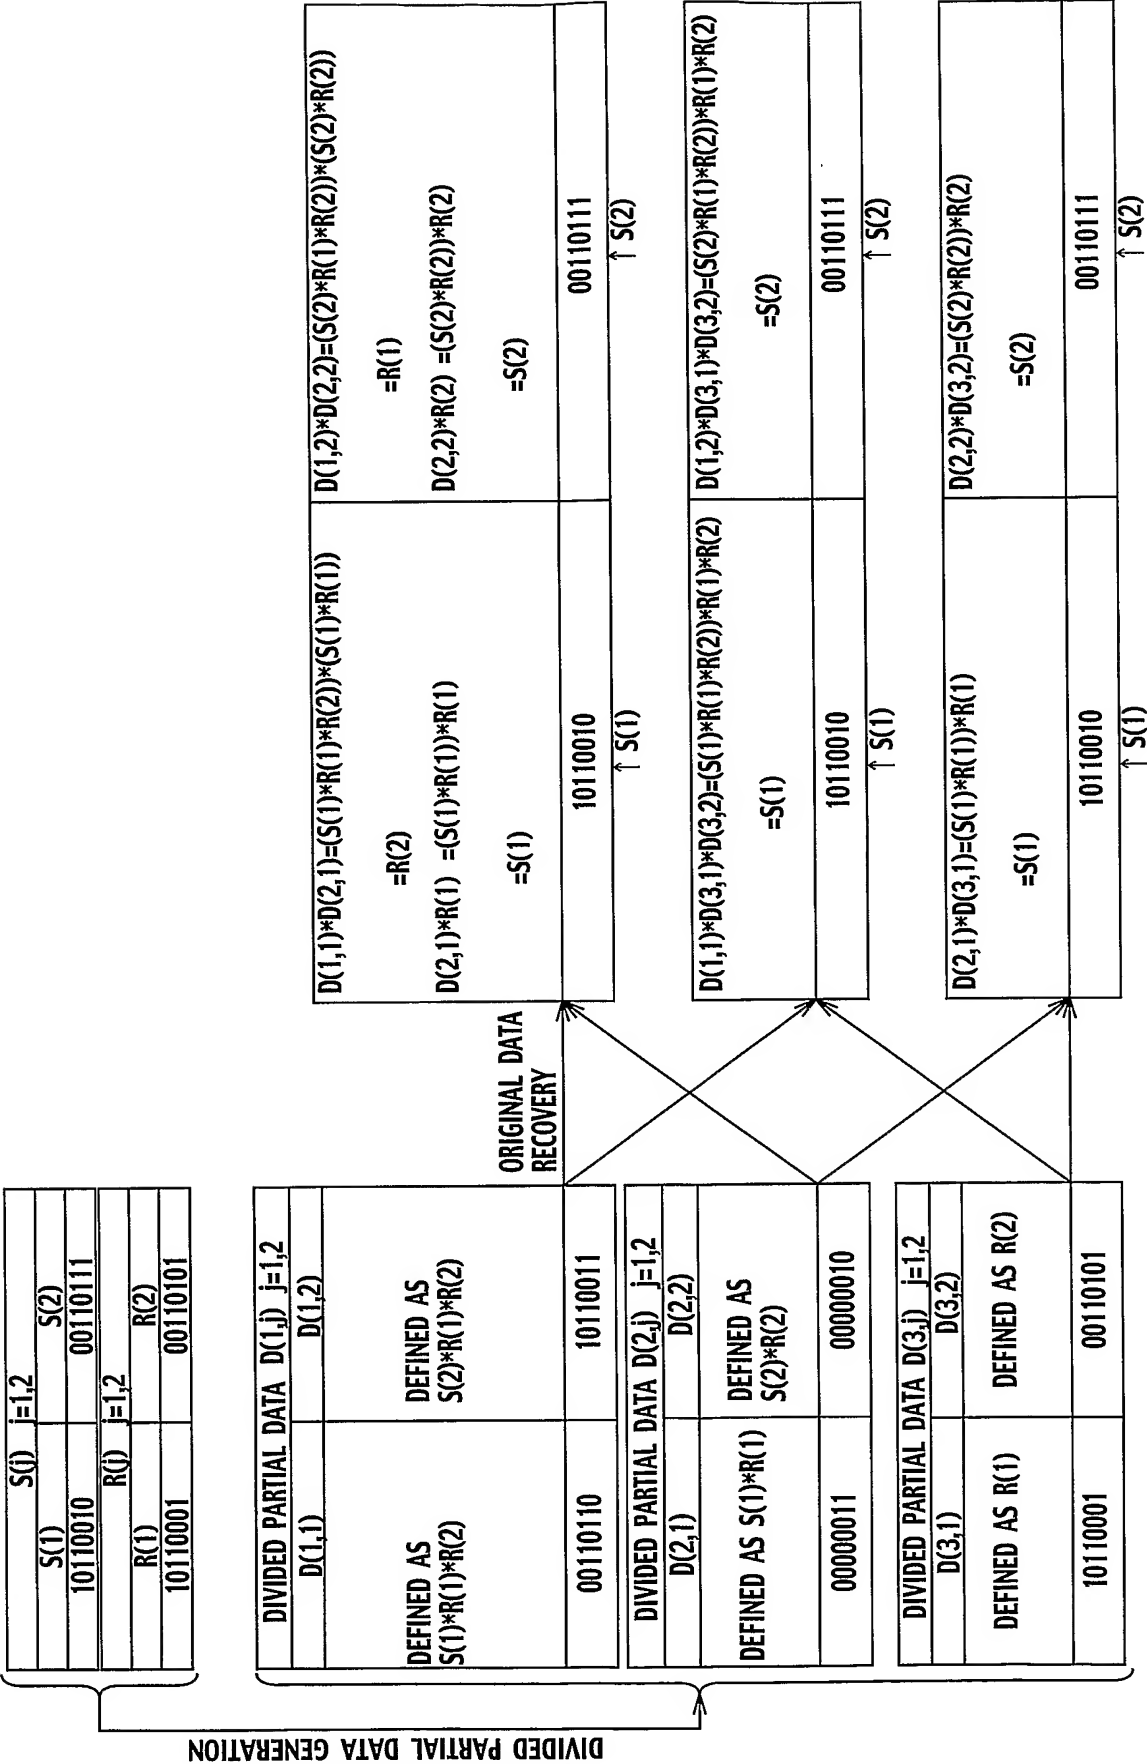 S(j) j=1,2
S(1) S(2)
10110010 00110111
R(j) j=1,2
R(1) R(2)
10110001 00110101
DIVIDED PARTIAL DATA GENERATION
DIVIDED PARTIAL DATA D(1,j) j=1,2
D(1,1) D(1,2)
DEFINED AS
S(1)*R(1)*R(2)
DEFINED AS
S(2)*R(1)*R(2)
00110110 10110011
DIVIDED PARTIAL DATA D(2,j) j=1,2
D(2,1) D(2,2)
DEFINED AS S(1)*R(1)
DEFINED AS
S(2)*R(2)
00000011 00000010
DIVIDED PARTIAL DATA D(3,j) j=1,2
D(3,1) D(3,2)
DEFINED AS R(1) DEFINED AS R(2)
10110001 00110101
ORIGINAL DATA
RECOVERY
D(1,1)*D(2,1)=(S(1)*R(1)*R(2))*(S(1)*R(1))
=R(2)
D(2,1)*R(1) =(S(1)*R(1))*R(1)
=S(1)
10110010
↑ S(1)
D(1,2)*D(2,2)=(S(2)*R(1)*R(2))*(S(2)*R(2))
=R(1)
D(2,2)*R(2) =(S(2)*R(2))*R(2)
=S(2)
00110111
↑ S(2)
D(1,1)*D(3,1)*D(3,2)=(S(1)*R(1)*R(2))*R(1)*R(2)
=S(1)
10110010
↑ S(1)
D(1,2)*D(3,1)*D(3,2)=(S(2)*R(1)*R(2))*R(1)*R(2)
=S(2)
00110111
↑ S(2)
D(2,1)*D(3,1)=(S(1)*R(1))*R(1)
=S(1)
10110010
↑ S(1)
D(2,2)*D(3,2)=(S(2)*R(2))*R(2)
=S(2)
00110111
↑ S(2)